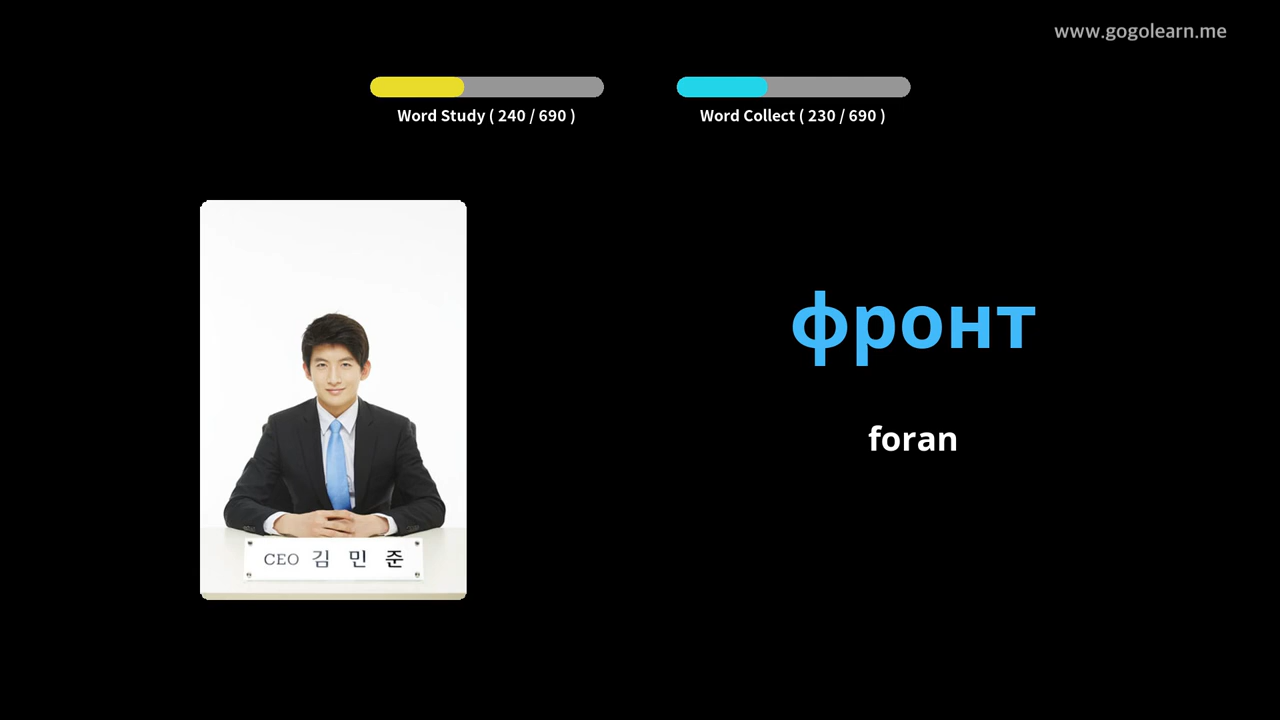 www.gogolearn.me
Word Study ( 240 / 690 )
Word Collect ( 230 / 690 )
фронт
foran
CEO 김 민 준